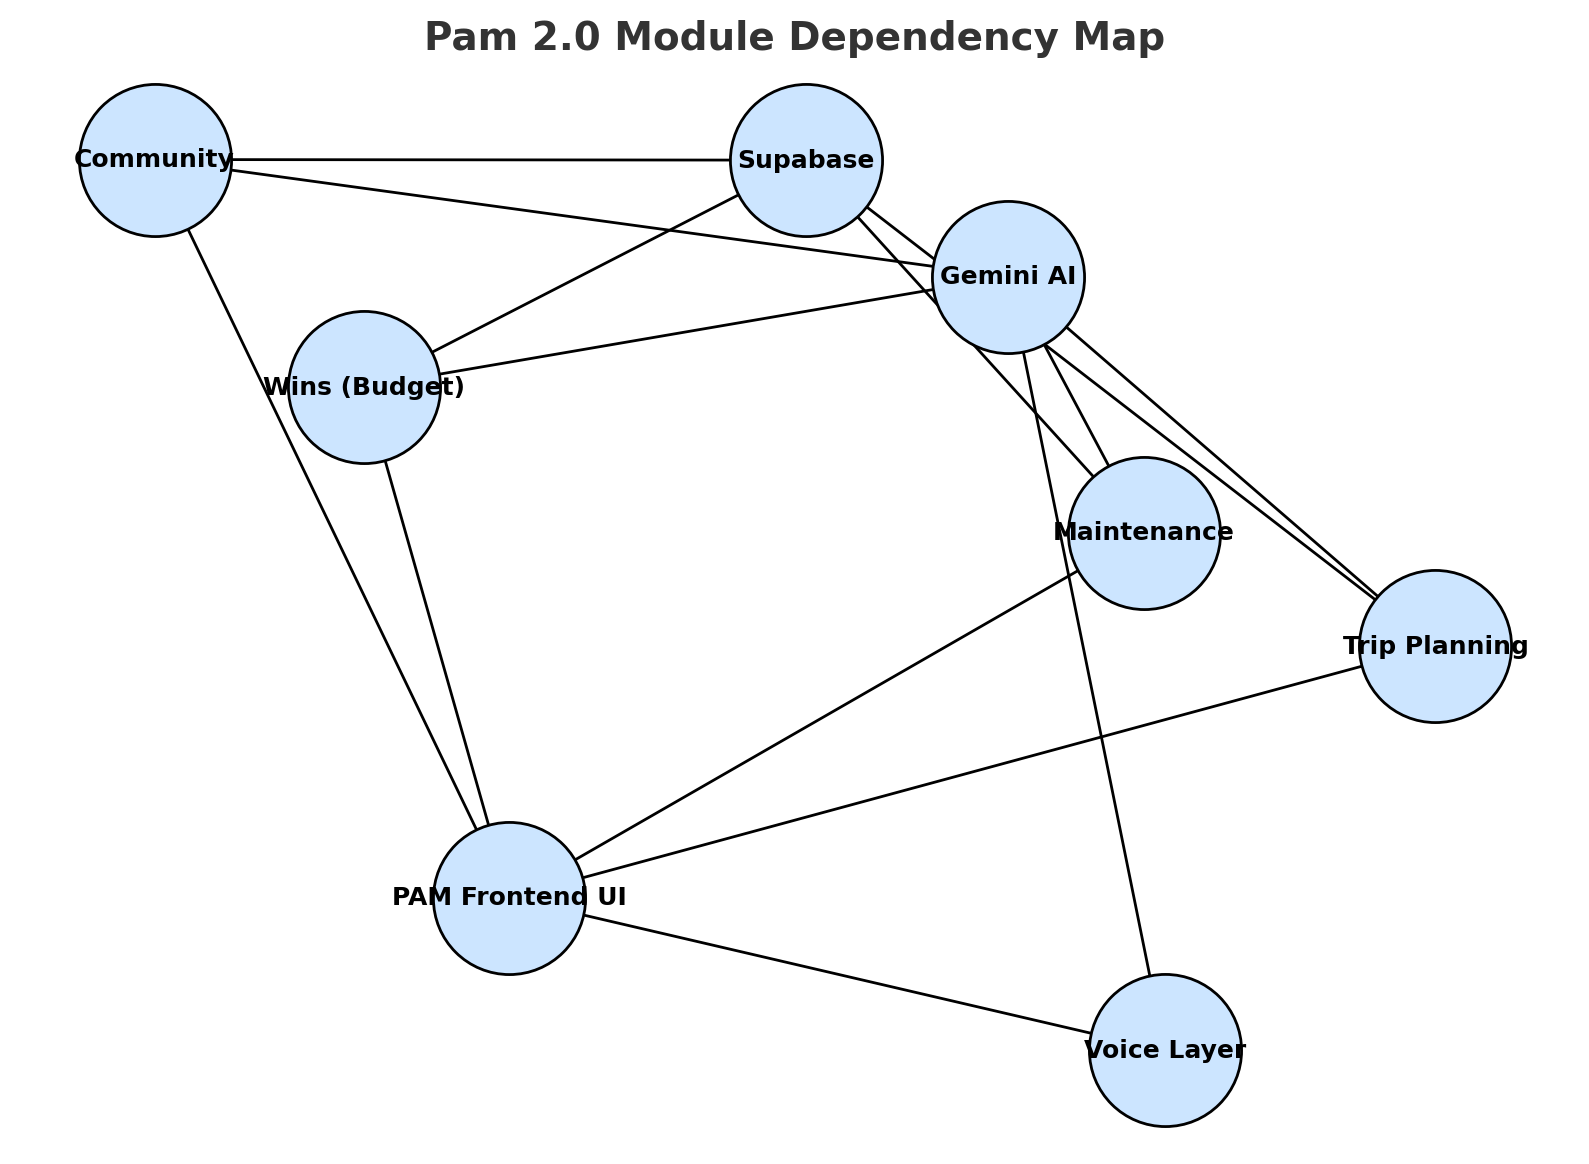 Pam 2.0 Module Dependency Map
Community
Supabase
Gemini AI
Wins (Budget)
Maintenance
Trip Planning
PAM Frontend UI
Voice Layer